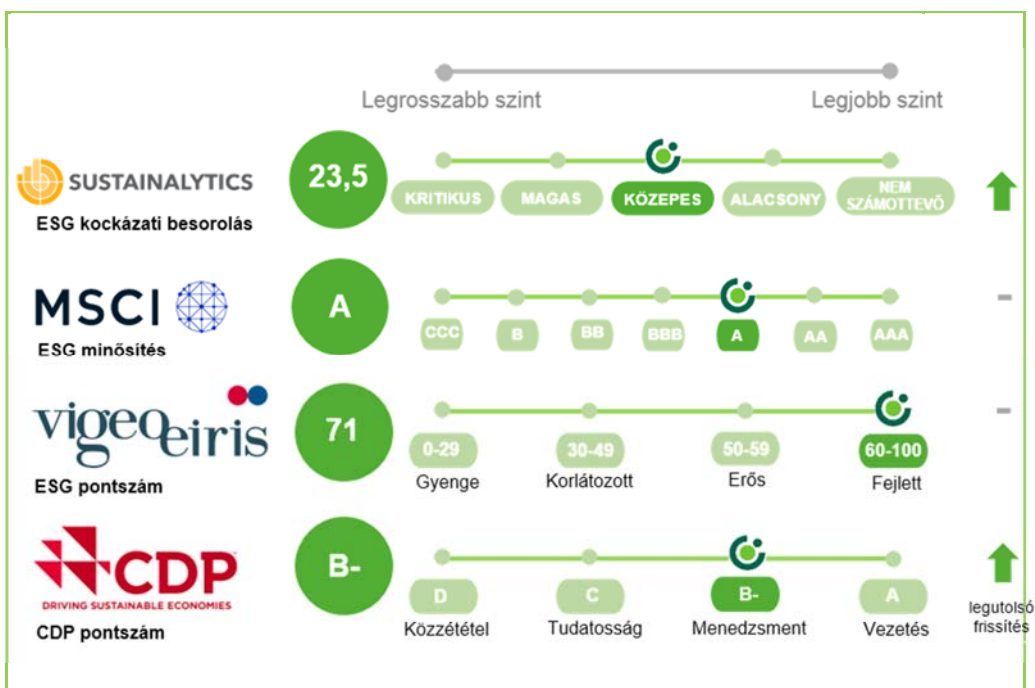 Legrosszabb szint Legjobb szint
SUSTAINALYTICS
ESG kockázati besorolás
23,5
KRITIKUS MAGAS KÖZEPES ALACSONY NEM SZÁMOTTEVŐ
MSCI
ESG minősítés
A
CCC B BB BBB A AA AAA
–
vigeoeiris
ESG pontszám
71
0-29 30-49 50-59 60-100
Gyenge Korlátozott Erős Fejlett
–
CDP
DRIVING SUSTAINABLE ECONOMIES
CDP pontszám
B-
D C B- A
Közzététel Tudatosság Menedzsment Vezetés
legutolsó
frissítés